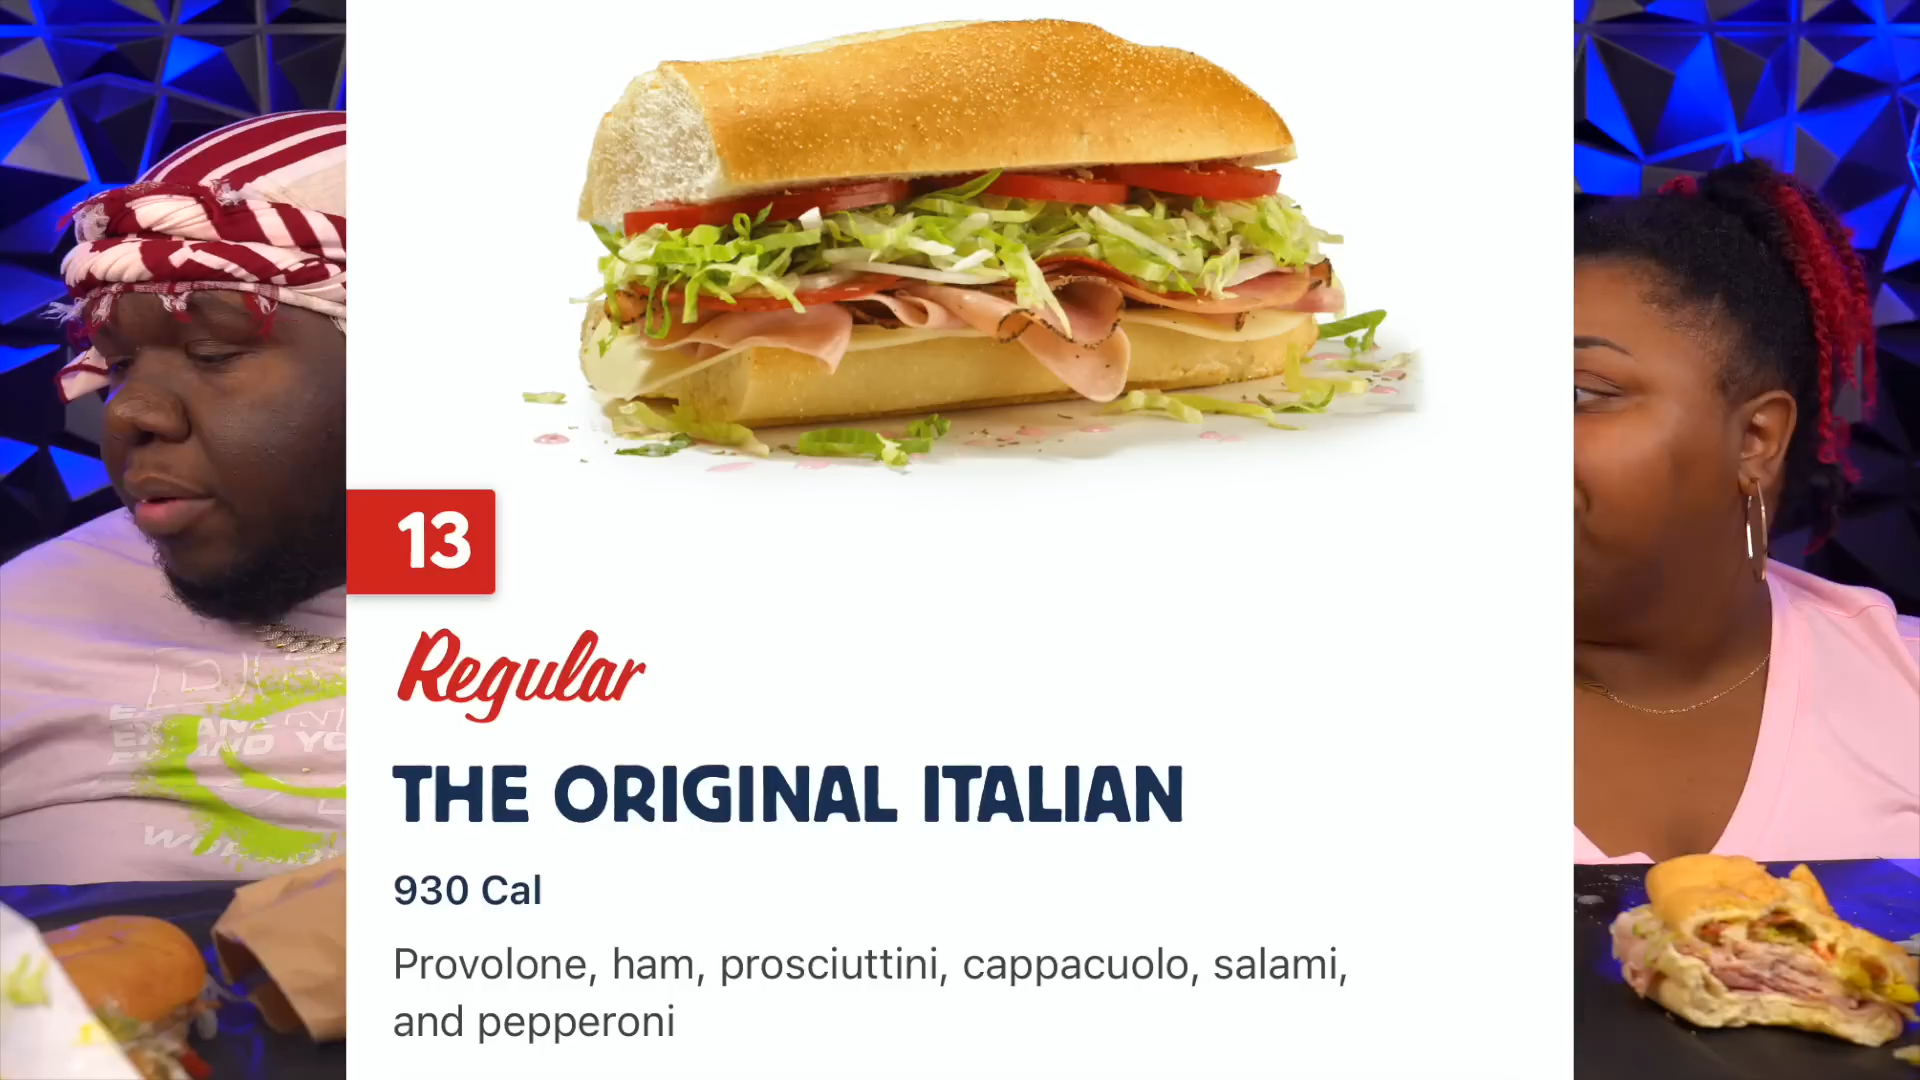 13
Regular
THE ORIGINAL ITALIAN
930 Cal
Provolone, ham, prosciuttini, cappacuolo, salami,
and pepperoni